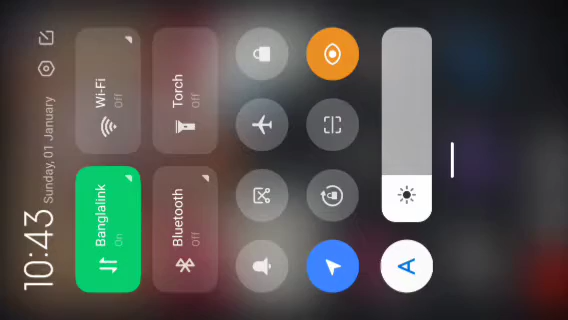 10:43 Sunday, 01 January
Banglalink
On
Wi-Fi
Off
Bluetooth
Off
Torch
Off
A